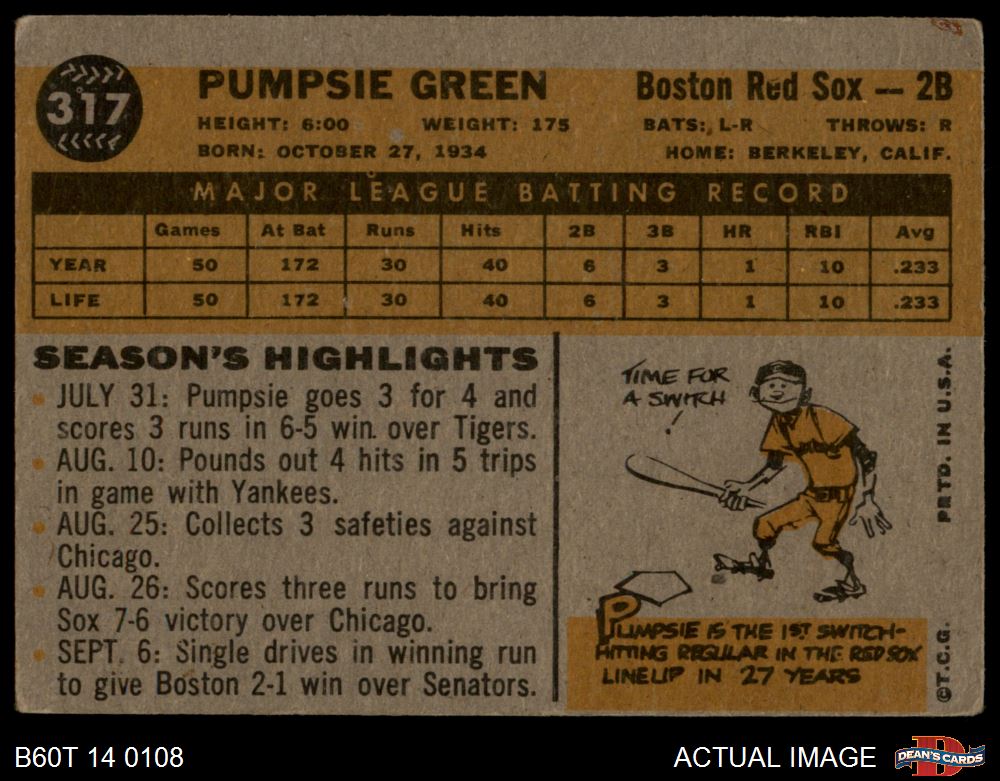 317
PUMPSIE GREEN
Boston Red Sox — 2B
HEIGHT: 6:00 WEIGHT: 175 BATS: L-R THROWS: R
BORN: OCTOBER 27, 1934 HOME: BERKELEY, CALIF.
MAJOR LEAGUE BATTING RECORD
Games At Bat Runs Hits 2B 3B HR RBI Avg
YEAR 50 172 30 40 6 3 1 10 .233
LIFE 50 172 30 40 6 3 1 10 .233
SEASON'S HIGHLIGHTS
JULY 31: Pumpsie goes 3 for 4 and
scores 3 runs in 6-5 win over Tigers.
AUG. 10: Pounds out 4 hits in 5 trips
in game with Yankees.
AUG. 25: Collects 3 safeties against
Chicago.
AUG. 26: Scores three runs to bring
Sox 7-6 victory over Chicago.
SEPT. 6: Single drives in winning run
to give Boston 2-1 win over Senators.
TIME FOR
A SWITCH
!
PUMPSIE IS THE 1ST SWITCH-
HITTING REGULAR IN THE RED SOX
LINEUP IN 27 YEARS
©T.C.G. PRTD. IN U.S.A.
B60T 14 0108
ACTUAL IMAGE
D
DEAN'S CARDS